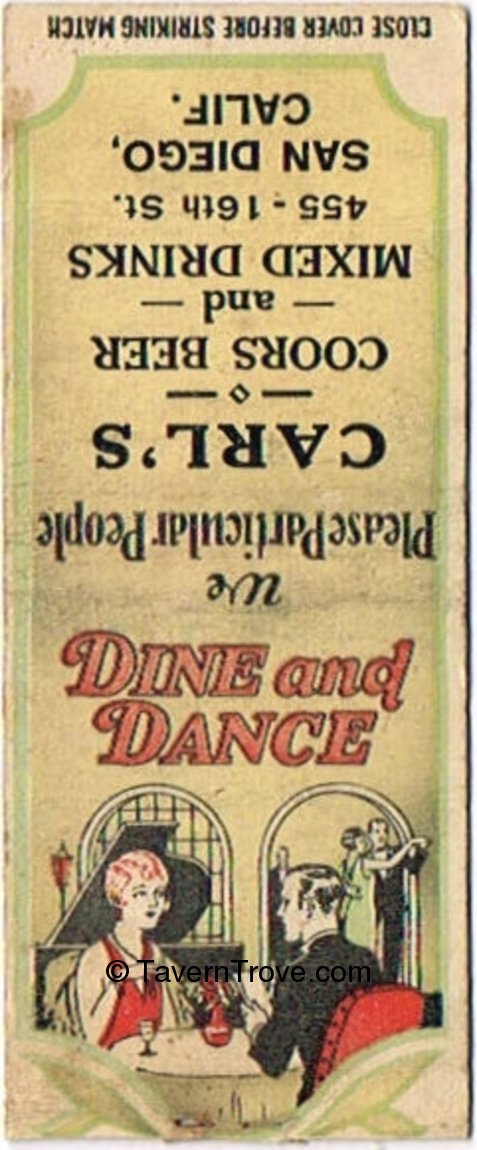 DINE and
DANCE
© TavernTrove.com
We
Please Particular People
CARL'S
COORS BEER
— and —
MIXED DRINKS
455 - 16th St.
SAN DIEGO,
CALIF.
CLOSE COVER BEFORE STRIKING MATCH